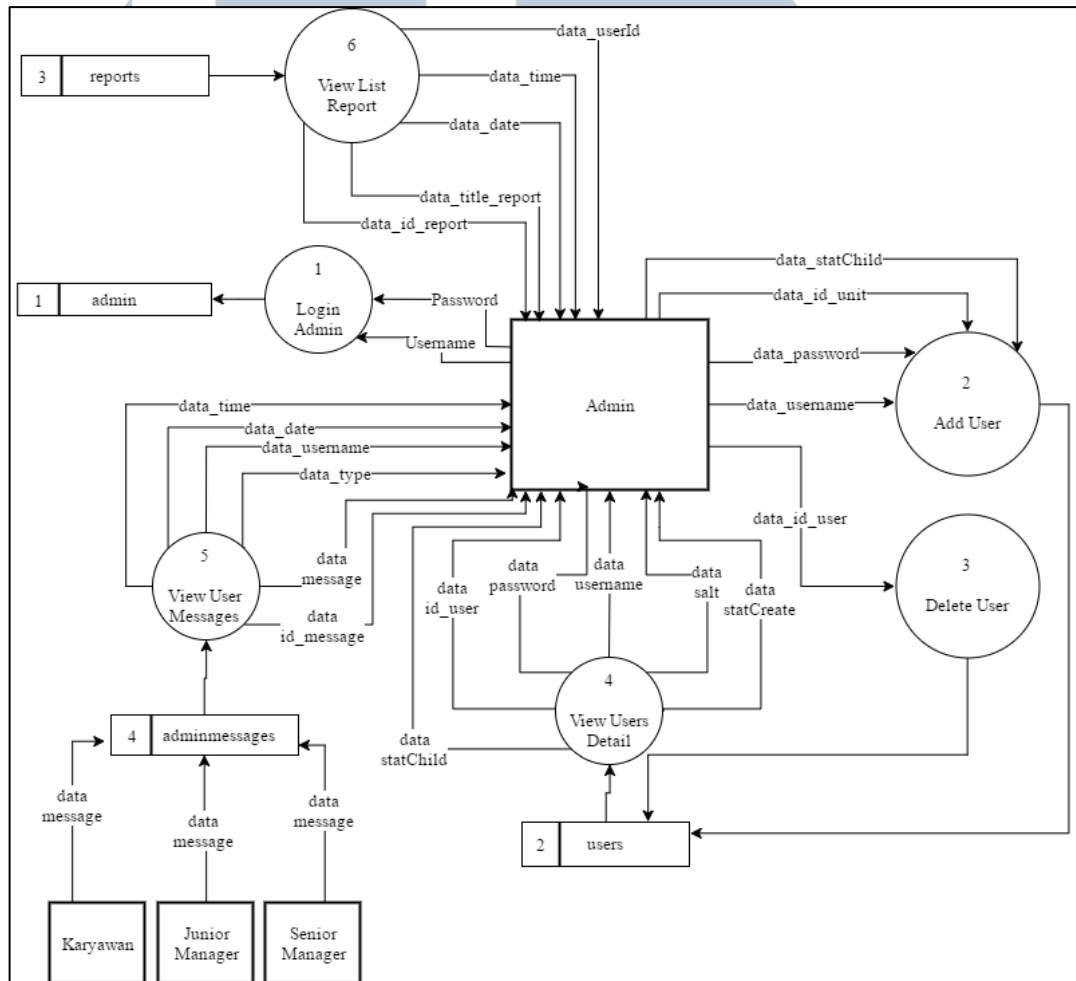 data_userId
6
View List
Report
3
reports
data_time
data_date
data_title_report
data_id_report
1
Login
Admin
1
admin
Password
Username
data_statChild
data_id_unit
data_password
data_username
2
Add User
Admin
data_time
data_date
data_username
data_type
data_id_user
data
message
data
id_message
5
View User
Messages
data
id_user
data
password
data
username
data
salt
data
statCreate
3
Delete User
4
View Users
Detail
data
statChild
4
adminmessages
data
message
data
message
data
message
2
users
Karyawan
Junior
Manager
Senior
Manager